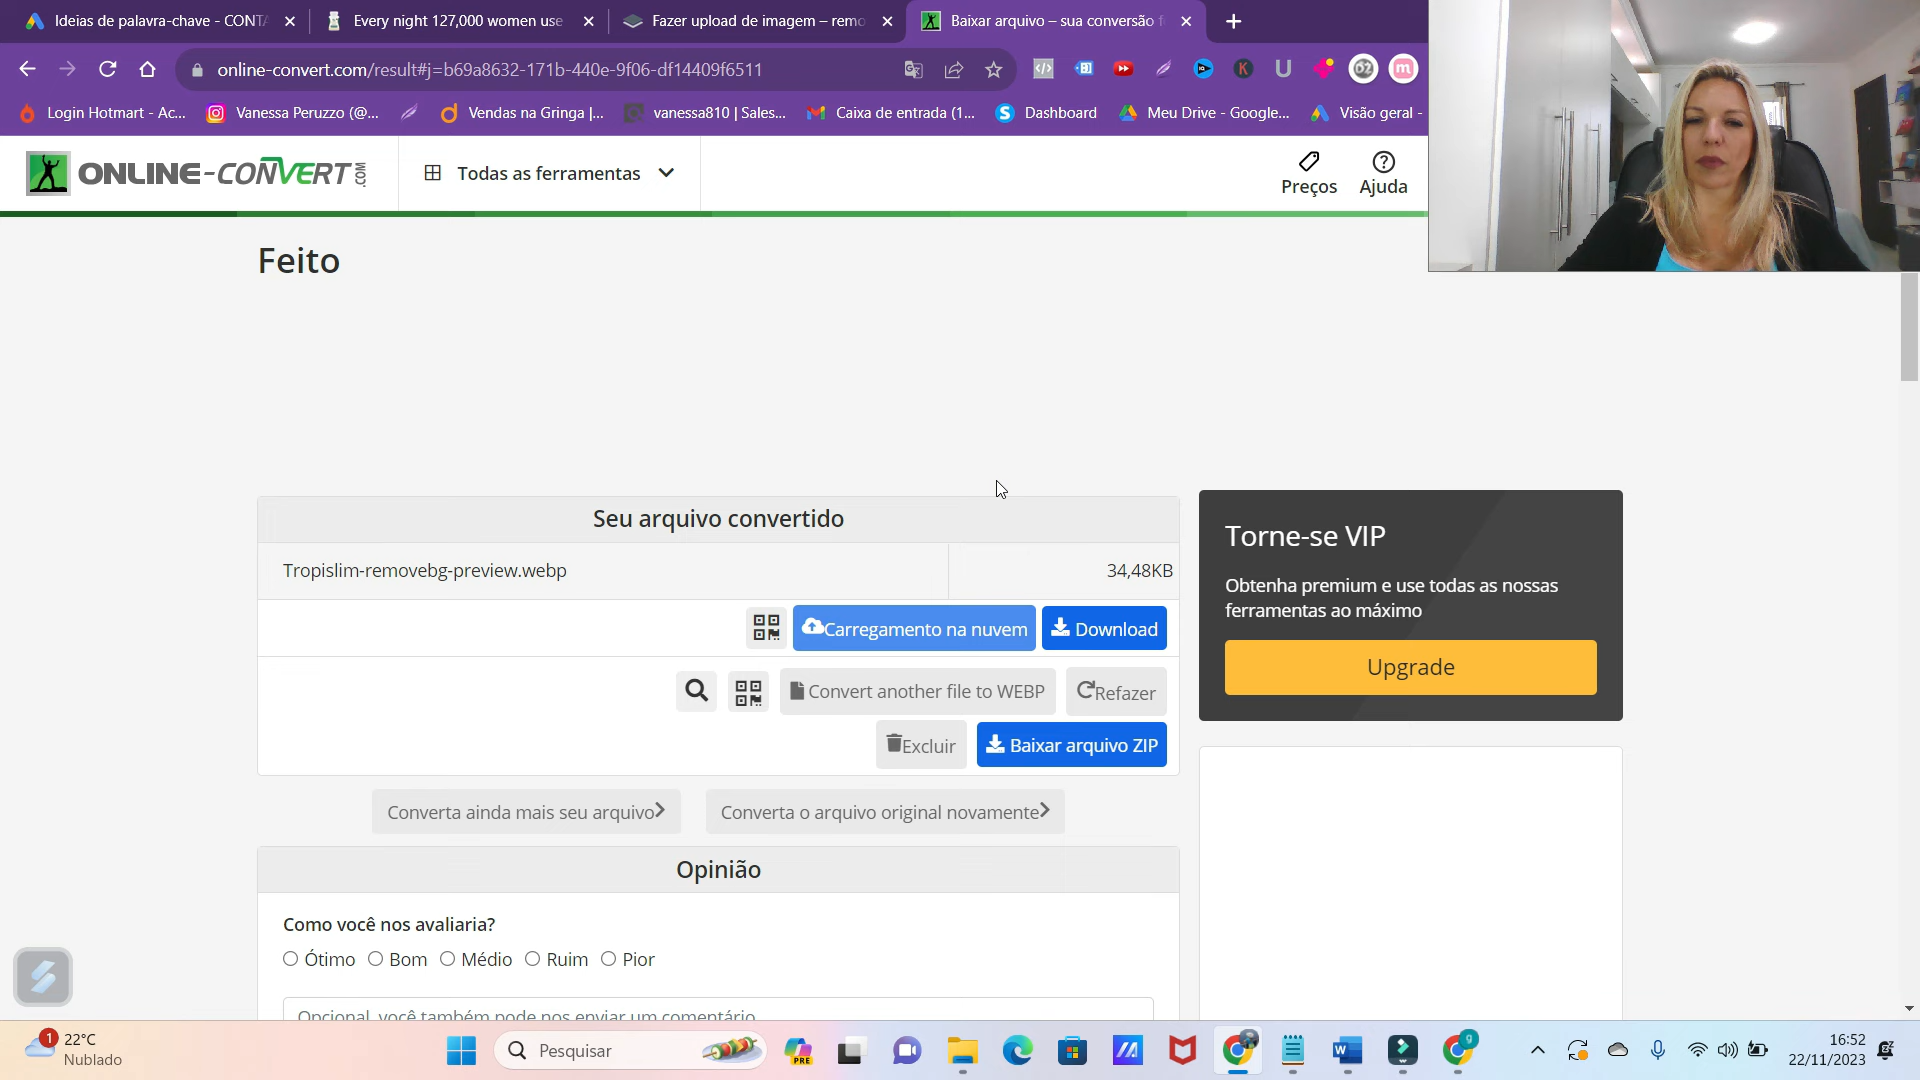 Ideias de palavra-chave - CONTA
Every night 127,000 women use
Fazer upload de imagem – remo
Baixar arquivo – sua conversão f
online-convert.com/result#j=b69a8632-171b-440e-9f06-df14409f6511
Login Hotmart - Ac...
Vanessa Peruzzo (@...
Vendas na Gringa |...
vanessa810 | Sales...
Caixa de entrada (1...
Dashboard
Meu Drive - Google...
Visão geral -
ONLINE-CONVERT.COM
Todas as ferramentas
Preços
Ajuda
Feito
Seu arquivo convertido
Tropislim-removebg-preview.webp
34,48KB
Carregamento na nuvem
Download
Convert another file to WEBP
Refazer
Excluir
Baixar arquivo ZIP
Converta ainda mais seu arquivo
Converta o arquivo original novamente
Torne-se VIP
Obtenha premium e use todas as nossas
ferramentas ao máximo
Upgrade
Opinião
Como você nos avaliaria?
Ótimo
Bom
Médio
Ruim
Pior
Opcional, você também pode nos enviar um comentário
1
22°C
Nublado
Pesquisar
PRE
16:52
22/11/2023